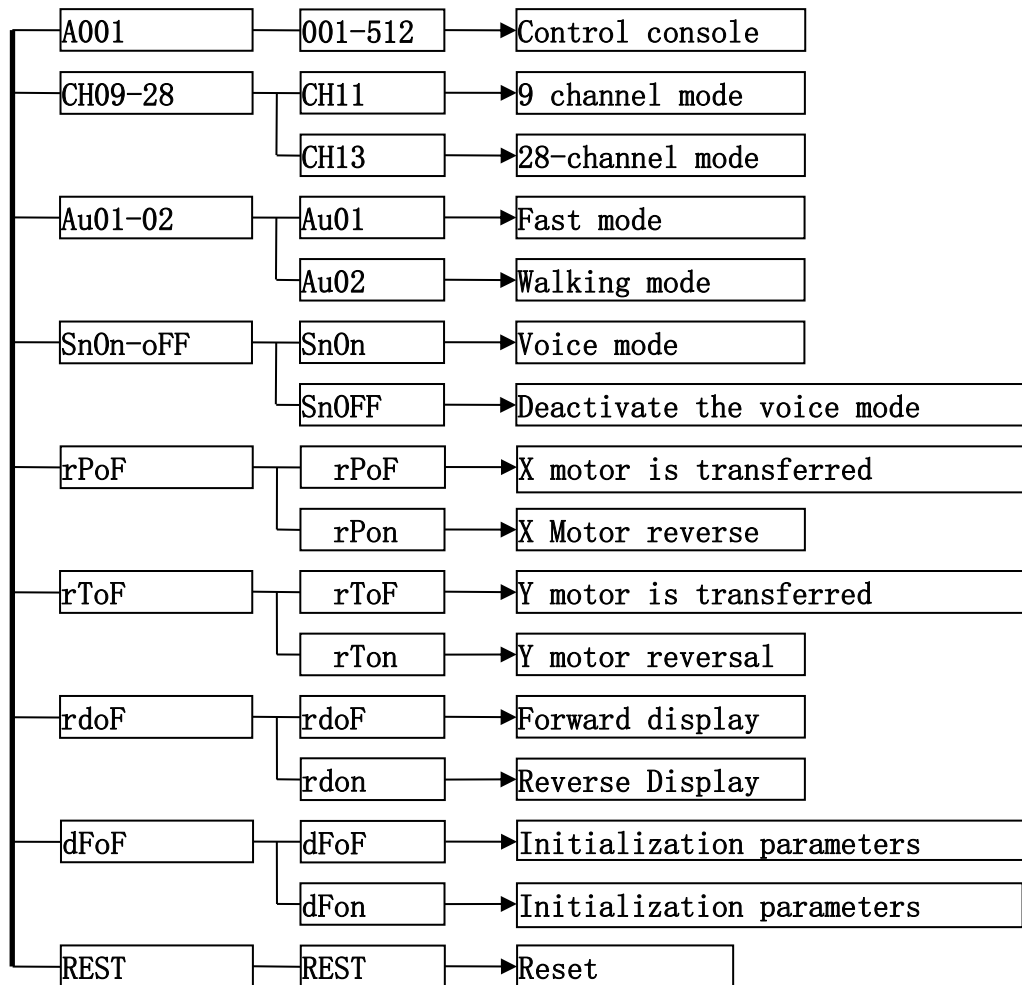 A001 001-512 Control console
CH09-28 CH11 9 channel mode
CH13 28-channel mode
Au01-02 Au01 Fast mode
Au02 Walking mode
SnOn-oFF SnOn Voice mode
SnOFF Deactivate the voice mode
rPoF rPoF X motor is transferred
rPon X Motor reverse
rToF rToF Y motor is transferred
rTon Y motor reversal
rdoF rdoF Forward display
rdon Reverse Display
dFoF dFoF Initialization parameters
dFon Initialization parameters
REST REST Reset